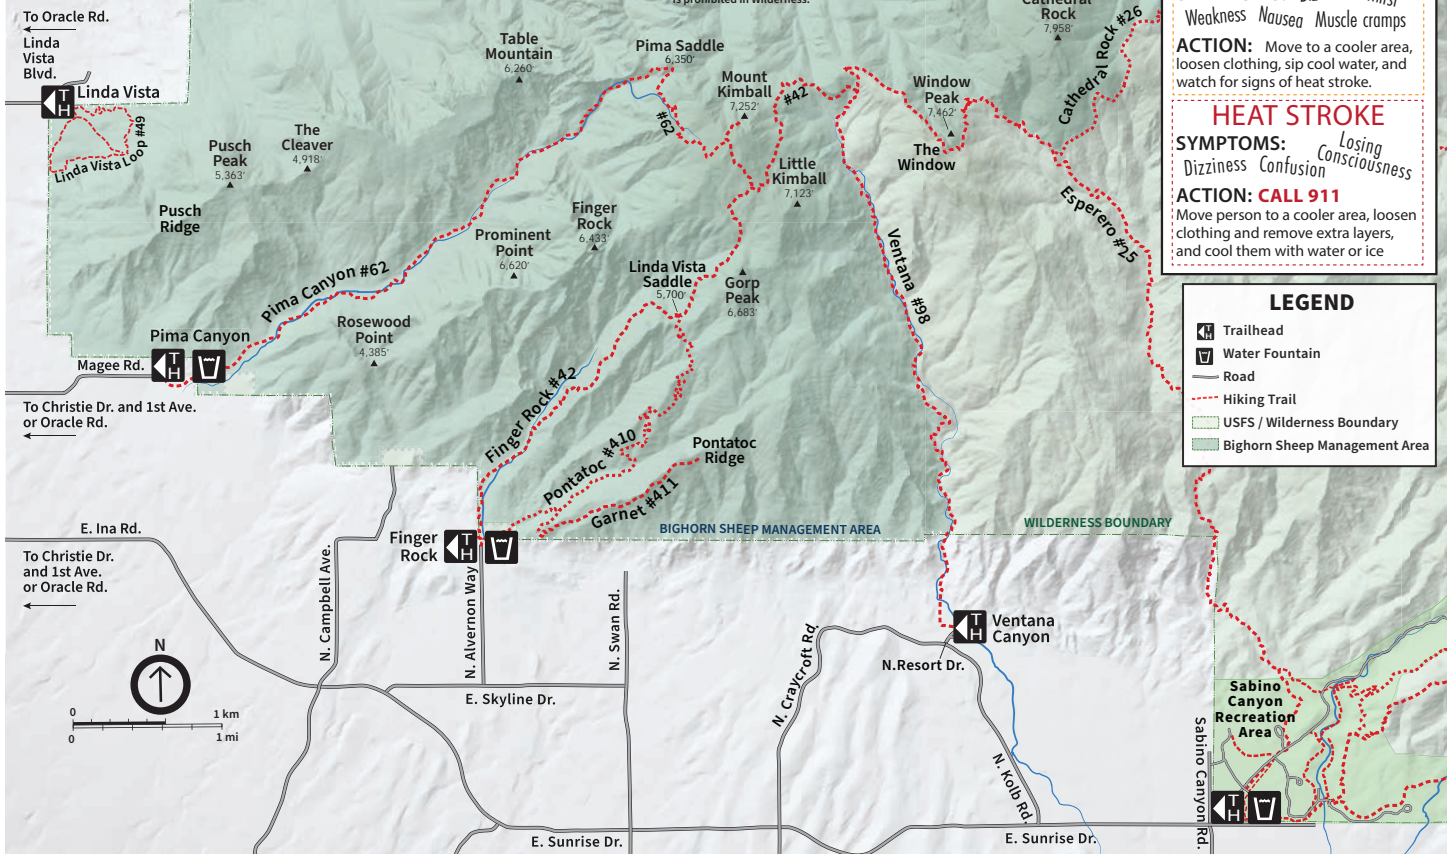 is prohibited in wilderness.
To Oracle Rd.
Linda
Vista
Blvd.
Linda Vista
Linda Vista Loop #49
Pusch
Peak
5,363'
The
Cleaver
4,918'
Pusch
Ridge
Table
Mountain
6,260'
Pima Saddle
6,350'
#62
Mount
Kimball
7,252'
#42
Little
Kimball
7,123'
Window
Peak
7,462'
The
Window
Cathedral
Rock
7,958'
Cathedral Rock #26
Esperero #25
Ventana #98
Finger
Rock
6,433'
Prominent
Point
6,620'
Linda Vista
Saddle
5,700'
Gorp
Peak
6,683'
Pima Canyon #62
Rosewood
Point
4,385'
Pima Canyon
T
H
Magee Rd.
To Christie Dr. and 1st Ave.
or Oracle Rd.
Finger Rock #42
Pontatoc #410
Pontatoc
Ridge
Garnet #411
BIGHORN SHEEP MANAGEMENT AREA
WILDERNESS BOUNDARY
E. Ina Rd.
To Christie Dr.
and 1st Ave.
or Oracle Rd.
Finger
Rock
T
H
N. Campbell Ave.
N. Alvernon Way
N. Swan Rd.
N. Craycroft Rd.
T
H
Ventana
Canyon
N.Resort Dr.
E. Skyline Dr.
N
0
1 km
0
1 mi
N. Kolb Rd.
E. Sunrise Dr.
E. Sunrise Dr.
Sabino Canyon Rd.
Sabino
Canyon
Recreation
Area
T
H
Weakness Nausea Muscle cramps
ACTION: Move to a cooler area,
loosen clothing, sip cool water, and
watch for signs of heat stroke.
HEAT STROKE
SYMPTOMS:
Dizziness Confusion Losing
Consciousness
ACTION: CALL 911
Move person to a cooler area, loosen
clothing and remove extra layers,
and cool them with water or ice
LEGEND
Trailhead
Water Fountain
Road
Hiking Trail
USFS / Wilderness Boundary
Bighorn Sheep Management Area